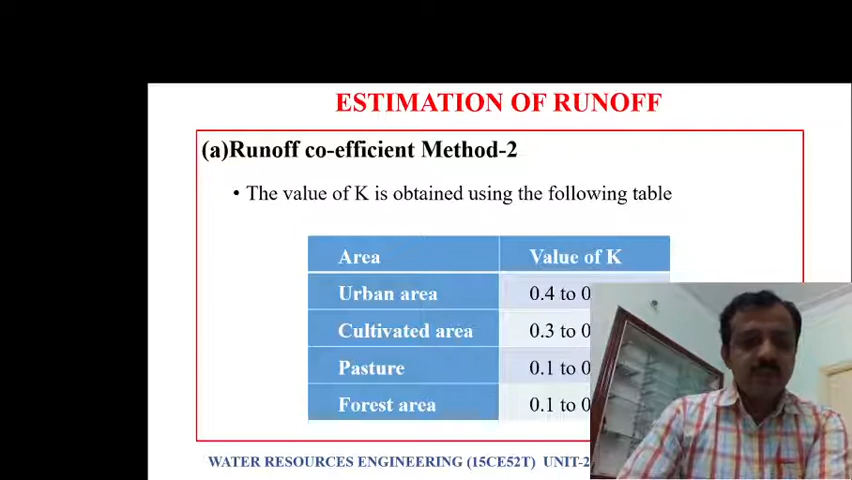 ESTIMATION OF RUNOFF
(a)Runoff co-efficient Method-2
• The value of K is obtained using the following table
Area Value of K
Urban area 0.4 to 0
Cultivated area 0.3 to 0
Pasture 0.1 to 0
Forest area 0.1 to 0
WATER RESOURCES ENGINEERING (15CE52T) UNIT-2